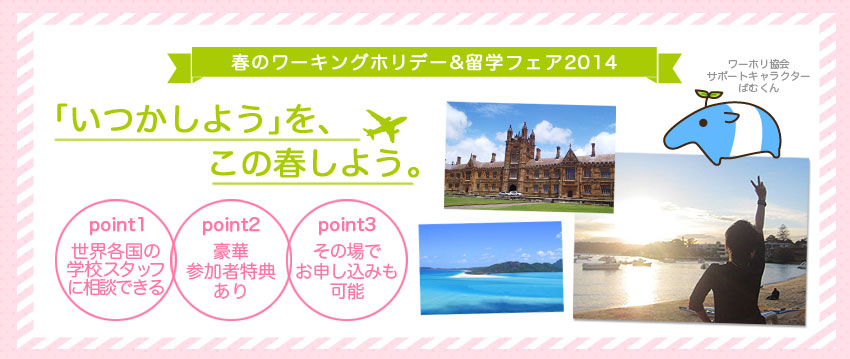 春のワーキングホリデー&留学フェア2014
ワーホリ協会
サポートキャラクター
ばむくん
「いつかしよう」を、
この春しよう。
point1
世界各国の
学校スタッフ
に相談できる
point2
豪華
参加者特典
あり
point3
その場で
お申し込みも
可能